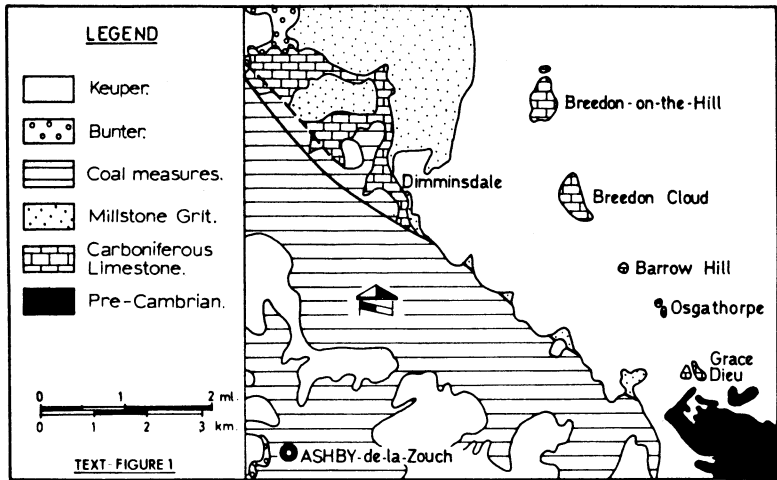 LEGEND
Keuper.
Bunter.
Coal measures.
Millstone Grit.
Carboniferous
Limestone.
Pre-Cambrian.
0 1 2 ml.
0 1 2 3 km.
TEXT-FIGURE 1
Breedon-on-the-Hill
Dimminsdale
Breedon Cloud
Barrow Hill
Osgathorpe
Grace
Dieu
ASHBY-de-la-Zouch